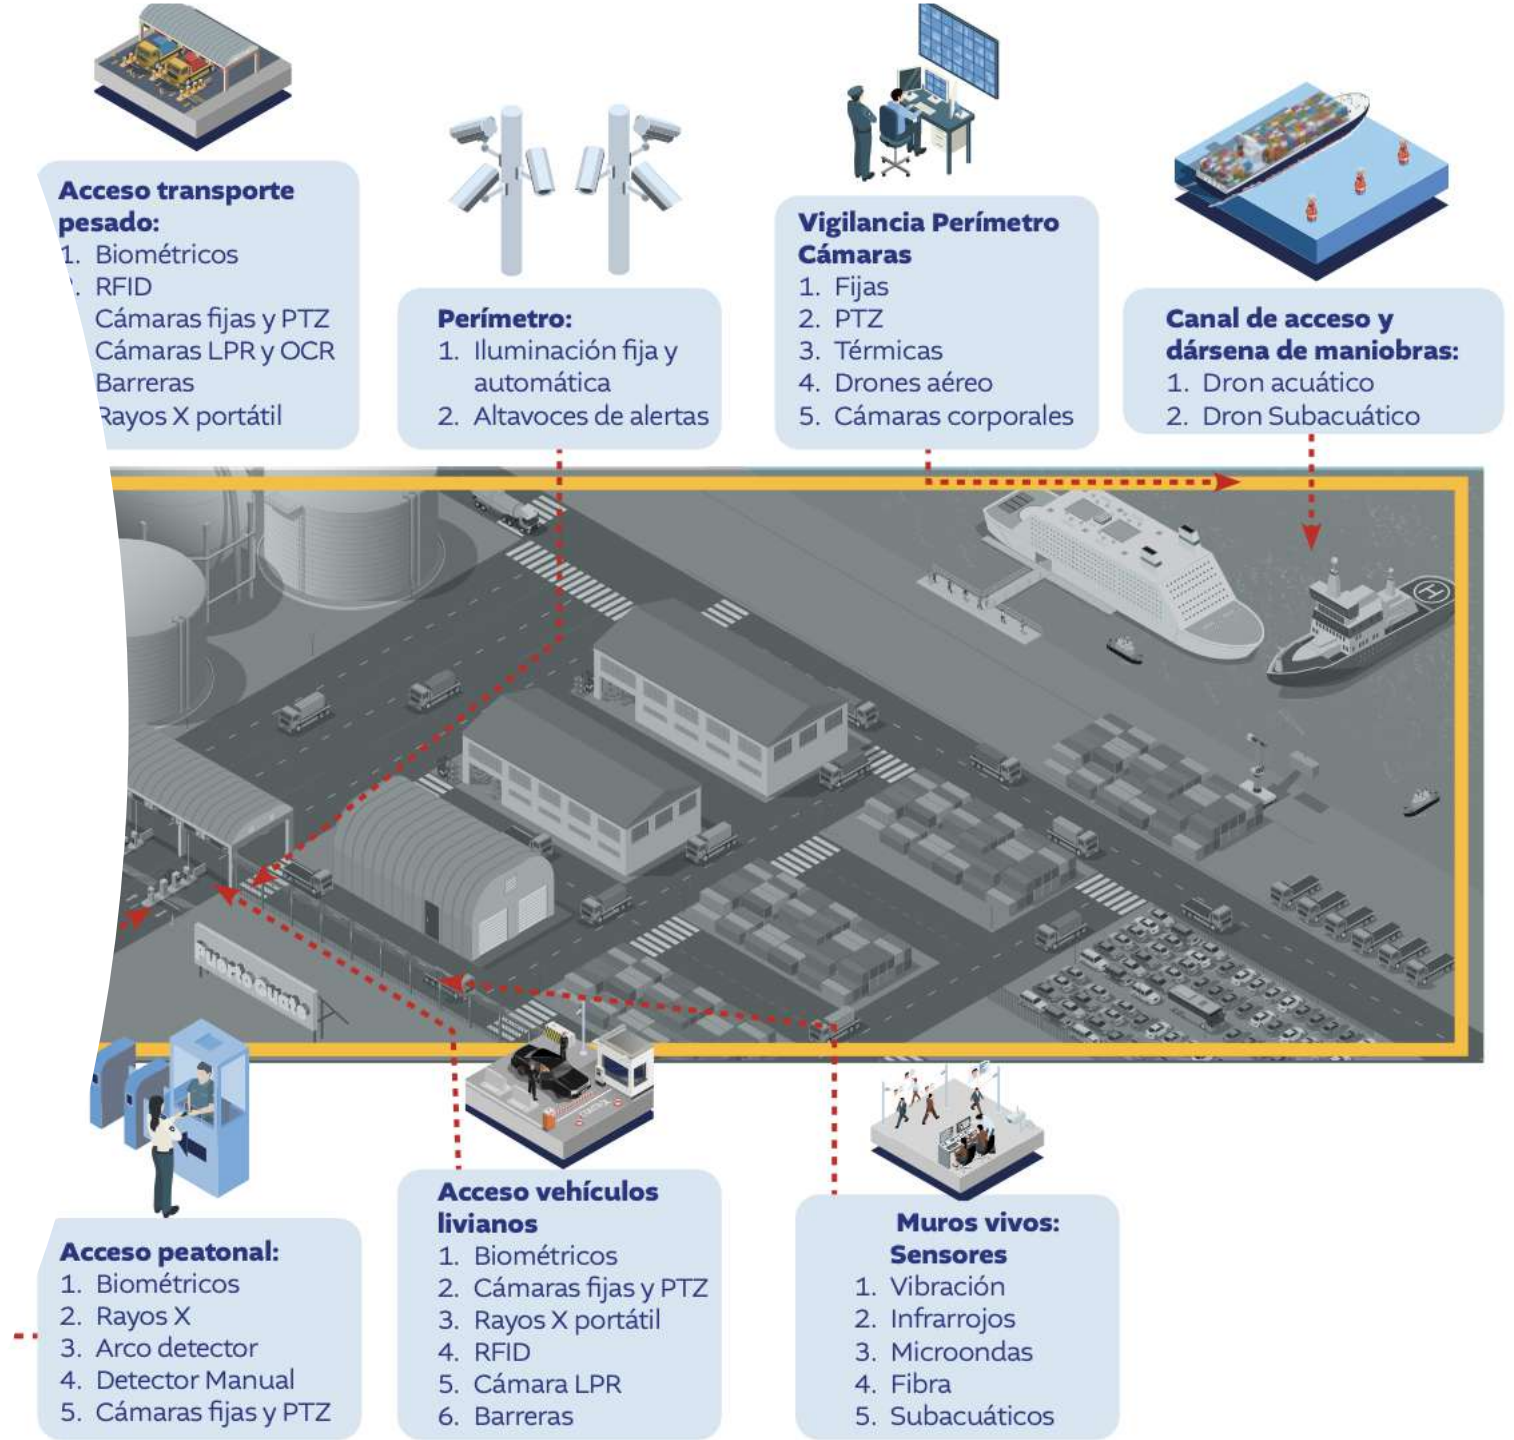 Acceso transporte
pesado:
1. Biométricos
. RFID
Cámaras fijas y PTZ
Cámaras LPR y OCR
Barreras
Rayos X portátil
Perímetro:
1. Iluminación fija y
automática
2. Altavoces de alertas
Vigilancia Perímetro
Cámaras
1. Fijas
2. PTZ
3. Térmicas
4. Drones aéreo
5. Cámaras corporales
Canal de acceso y
dársena de maniobras:
1. Dron acuático
2. Dron Subacuático
H
Puerto Guate
CONTROL
Acceso peatonal:
1. Biométricos
2. Rayos X
3. Arco detector
4. Detector Manual
5. Cámaras fijas y PTZ
Acceso vehículos
livianos
1. Biométricos
2. Cámaras fijas y PTZ
3. Rayos X portátil
4. RFID
5. Cámara LPR
6. Barreras
Muros vivos:
Sensores
1. Vibración
2. Infrarrojos
3. Microondas
4. Fibra
5. Subacuáticos